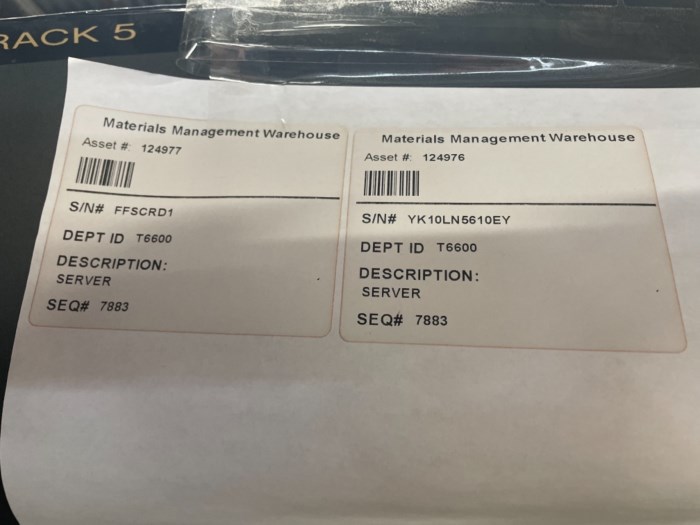 RACK 5
Materials Management Warehouse
Asset #: 124977
S/N# FFSCRD1
DEPT ID T6600
DESCRIPTION:
SERVER
SEQ# 7883
Materials Management Warehouse
Asset #: 124976
S/N# YK10LN5610EY
DEPT ID T6600
DESCRIPTION:
SERVER
SEQ# 7883